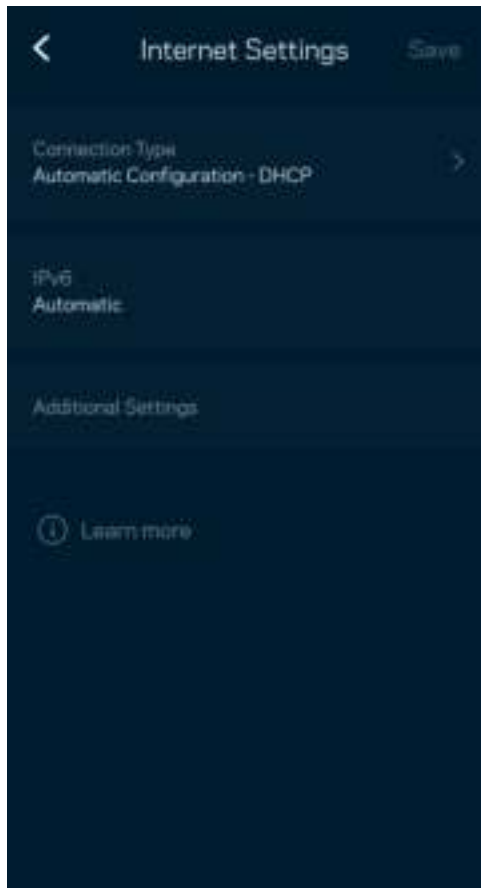 Internet Settings
Save
Connection Type
Automatic Configuration - DHCP
IPv6
Automatic
Additional Settings
Learn more